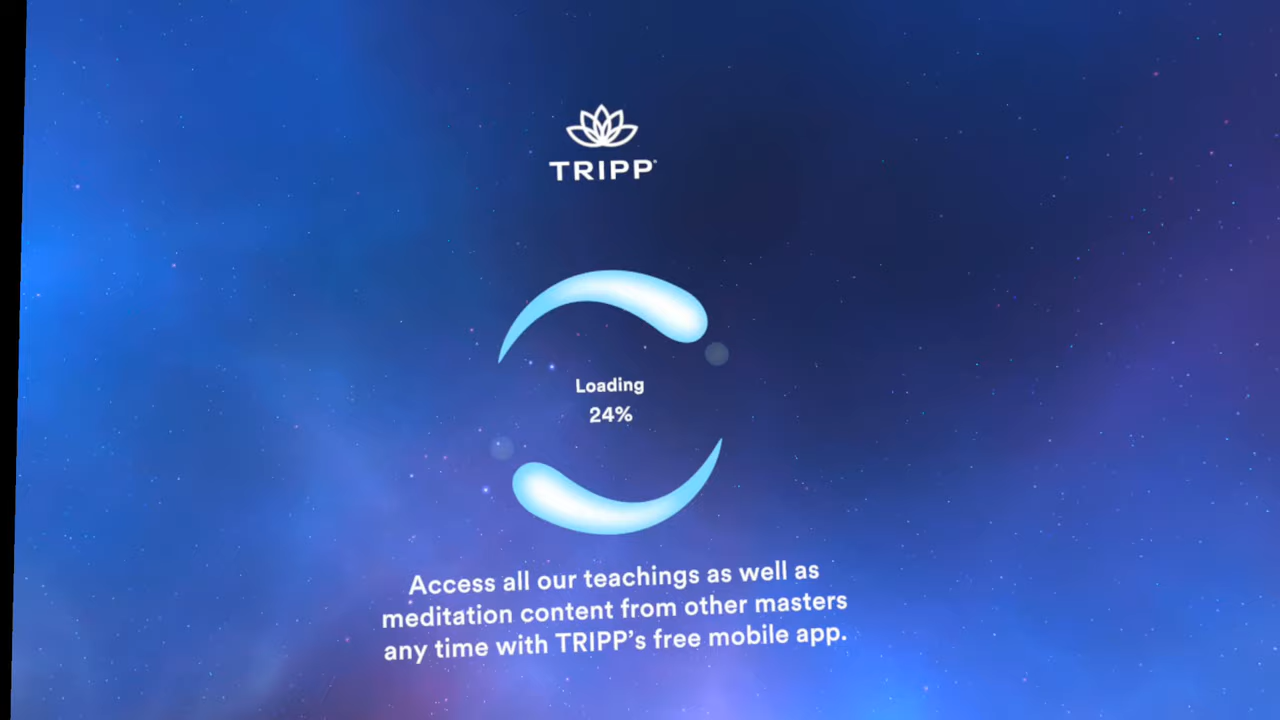 TRIPP
Loading
24%
Access all our teachings as well as
meditation content from other masters
any time with TRIPP's free mobile app.